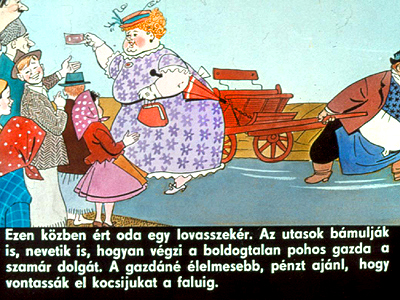 Ezen közben ért oda egy lovasszekér. Az utasok bámulják
is, nevetik is, hogyan végzi a boldogtalan pohos gazda a
szamár dolgát. A gazdáné élelmesebb, pénzt ajánl, hogy
vontassák el kocsijukat a faluig.